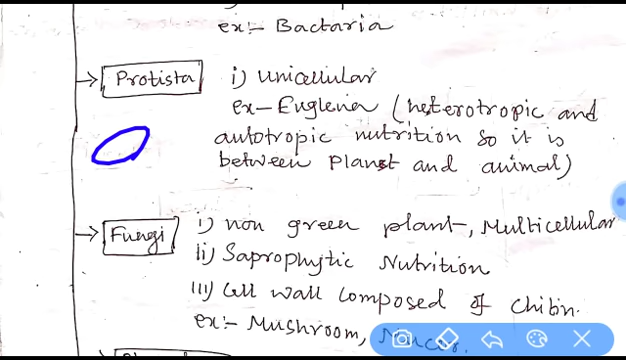 ex:- Bactaria
→ Protista i) Unicellular
ex- Euglena (heterotropic and
autotropic nutrition so it is
between Planst and animal)
→ Fungi i) non green plant, Multicellular
ii) Saprophytic Nutrition
iii) Cell wall composed of chitin.
ex:- Mushroom,